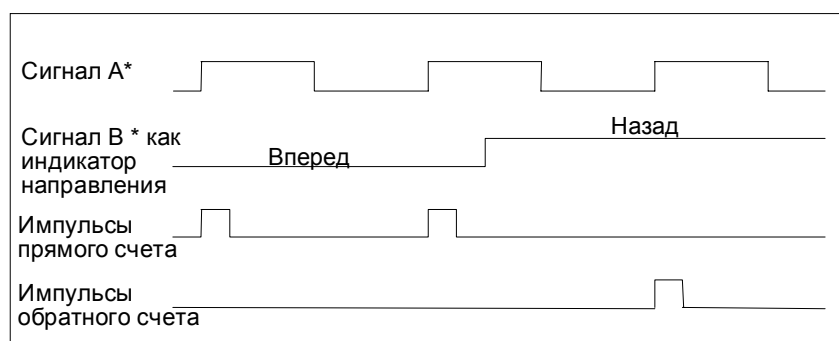 Сигнал A*
Сигнал B * как
индикатор
направления
Вперед
Назад
Импульсы
прямого счета
Импульсы
обратного счета